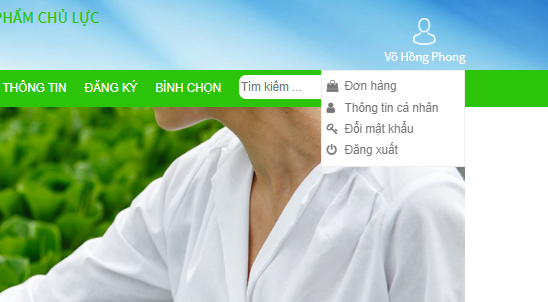 PHẨM CHỦ LỰC
Võ Hồng Phong
THÔNG TIN ĐĂNG KÝ BÌNH CHỌN Tìm kiếm ...
Đơn hàng
Thông tin cá nhân
Đổi mật khẩu
Đăng xuất